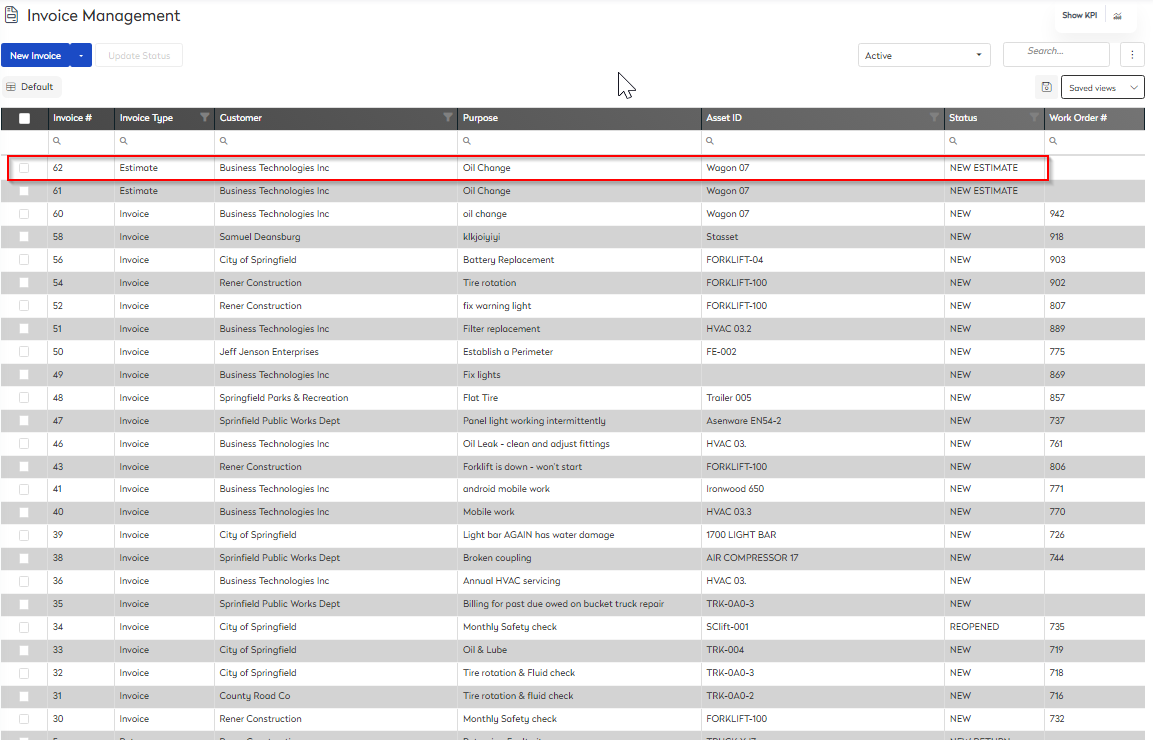 Invoice Management
Show KPI
New Invoice Update Status Active Search...
Default Saved views
Invoice # Invoice Type Customer Purpose Asset ID Status Work Order #
62 Estimate Business Technologies Inc Oil Change Wagon 07 NEW ESTIMATE
61 Estimate Business Technologies Inc Oil Change Wagon 07 NEW ESTIMATE
60 Invoice Business Technologies Inc oil change Wagon 07 NEW 942
58 Invoice Samuel Deansburg klkjoiyiyi Stasset NEW 918
56 Invoice City of Springfield Battery Replacement FORKLIFT-04 NEW 903
54 Invoice Rener Construction Tire rotation FORKLIFT-100 NEW 902
52 Invoice Rener Construction fix warning light FORKLIFT-100 NEW 807
51 Invoice Business Technologies Inc Filter replacement HVAC 03.2 NEW 889
50 Invoice Jeff Jenson Enterprises Establish a Perimeter FE-002 NEW 775
49 Invoice Business Technologies Inc Fix lights NEW 869
48 Invoice Springfield Parks & Recreation Flat Tire Trailer 005 NEW 857
47 Invoice Sprinfield Public Works Dept Panel light working intermittently Asenware EN54-2 NEW 737
46 Invoice Business Technologies Inc Oil Leak - clean and adjust fittings HVAC 03. NEW 761
43 Invoice Rener Construction Forklift is down - won't start FORKLIFT-100 NEW 806
41 Invoice Business Technologies Inc android mobile work Ironwood 650 NEW 771
40 Invoice Business Technologies Inc Mobile work HVAC 03.3 NEW 770
39 Invoice City of Springfield Light bar AGAIN has water damage 1700 LIGHT BAR NEW 726
38 Invoice Sprinfield Public Works Dept Broken coupling AIR COMPRESSOR 17 NEW 744
36 Invoice Business Technologies Inc Annual HVAC servicing HVAC 03. NEW
35 Invoice Sprinfield Public Works Dept Billing for past due owed on bucket truck repair TRK-0A0-3 NEW
34 Invoice City of Springfield Monthly Safety check SClift-001 REOPENED 735
33 Invoice City of Springfield Oil & Lube TRK-004 NEW 719
32 Invoice City of Springfield Tire rotation & Fluid check TRK-0A0-3 NEW 718
31 Invoice County Road Co Tire rotation & fluid check TRK-0A0-2 NEW 716
30 Invoice Rener Construction Monthly Safety check FORKLIFT-100 NEW 732